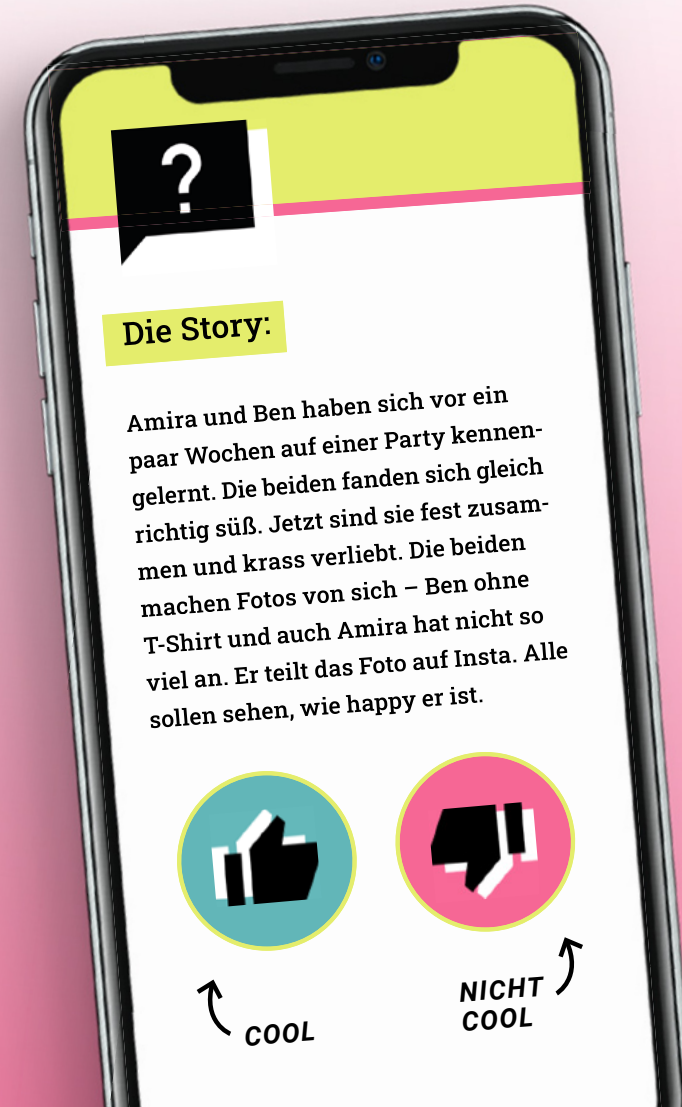 ?
Die Story:
Amira und Ben haben sich vor ein
paar Wochen auf einer Party kennen-
gelernt. Die beiden fanden sich gleich
richtig süß. Jetzt sind sie fest zusam-
men und krass verliebt. Die beiden
machen Fotos von sich – Ben ohne
T-Shirt und auch Amira hat nicht so
viel an. Er teilt das Foto auf Insta. Alle
sollen sehen, wie happy er ist.
COOL
NICHT
COOL